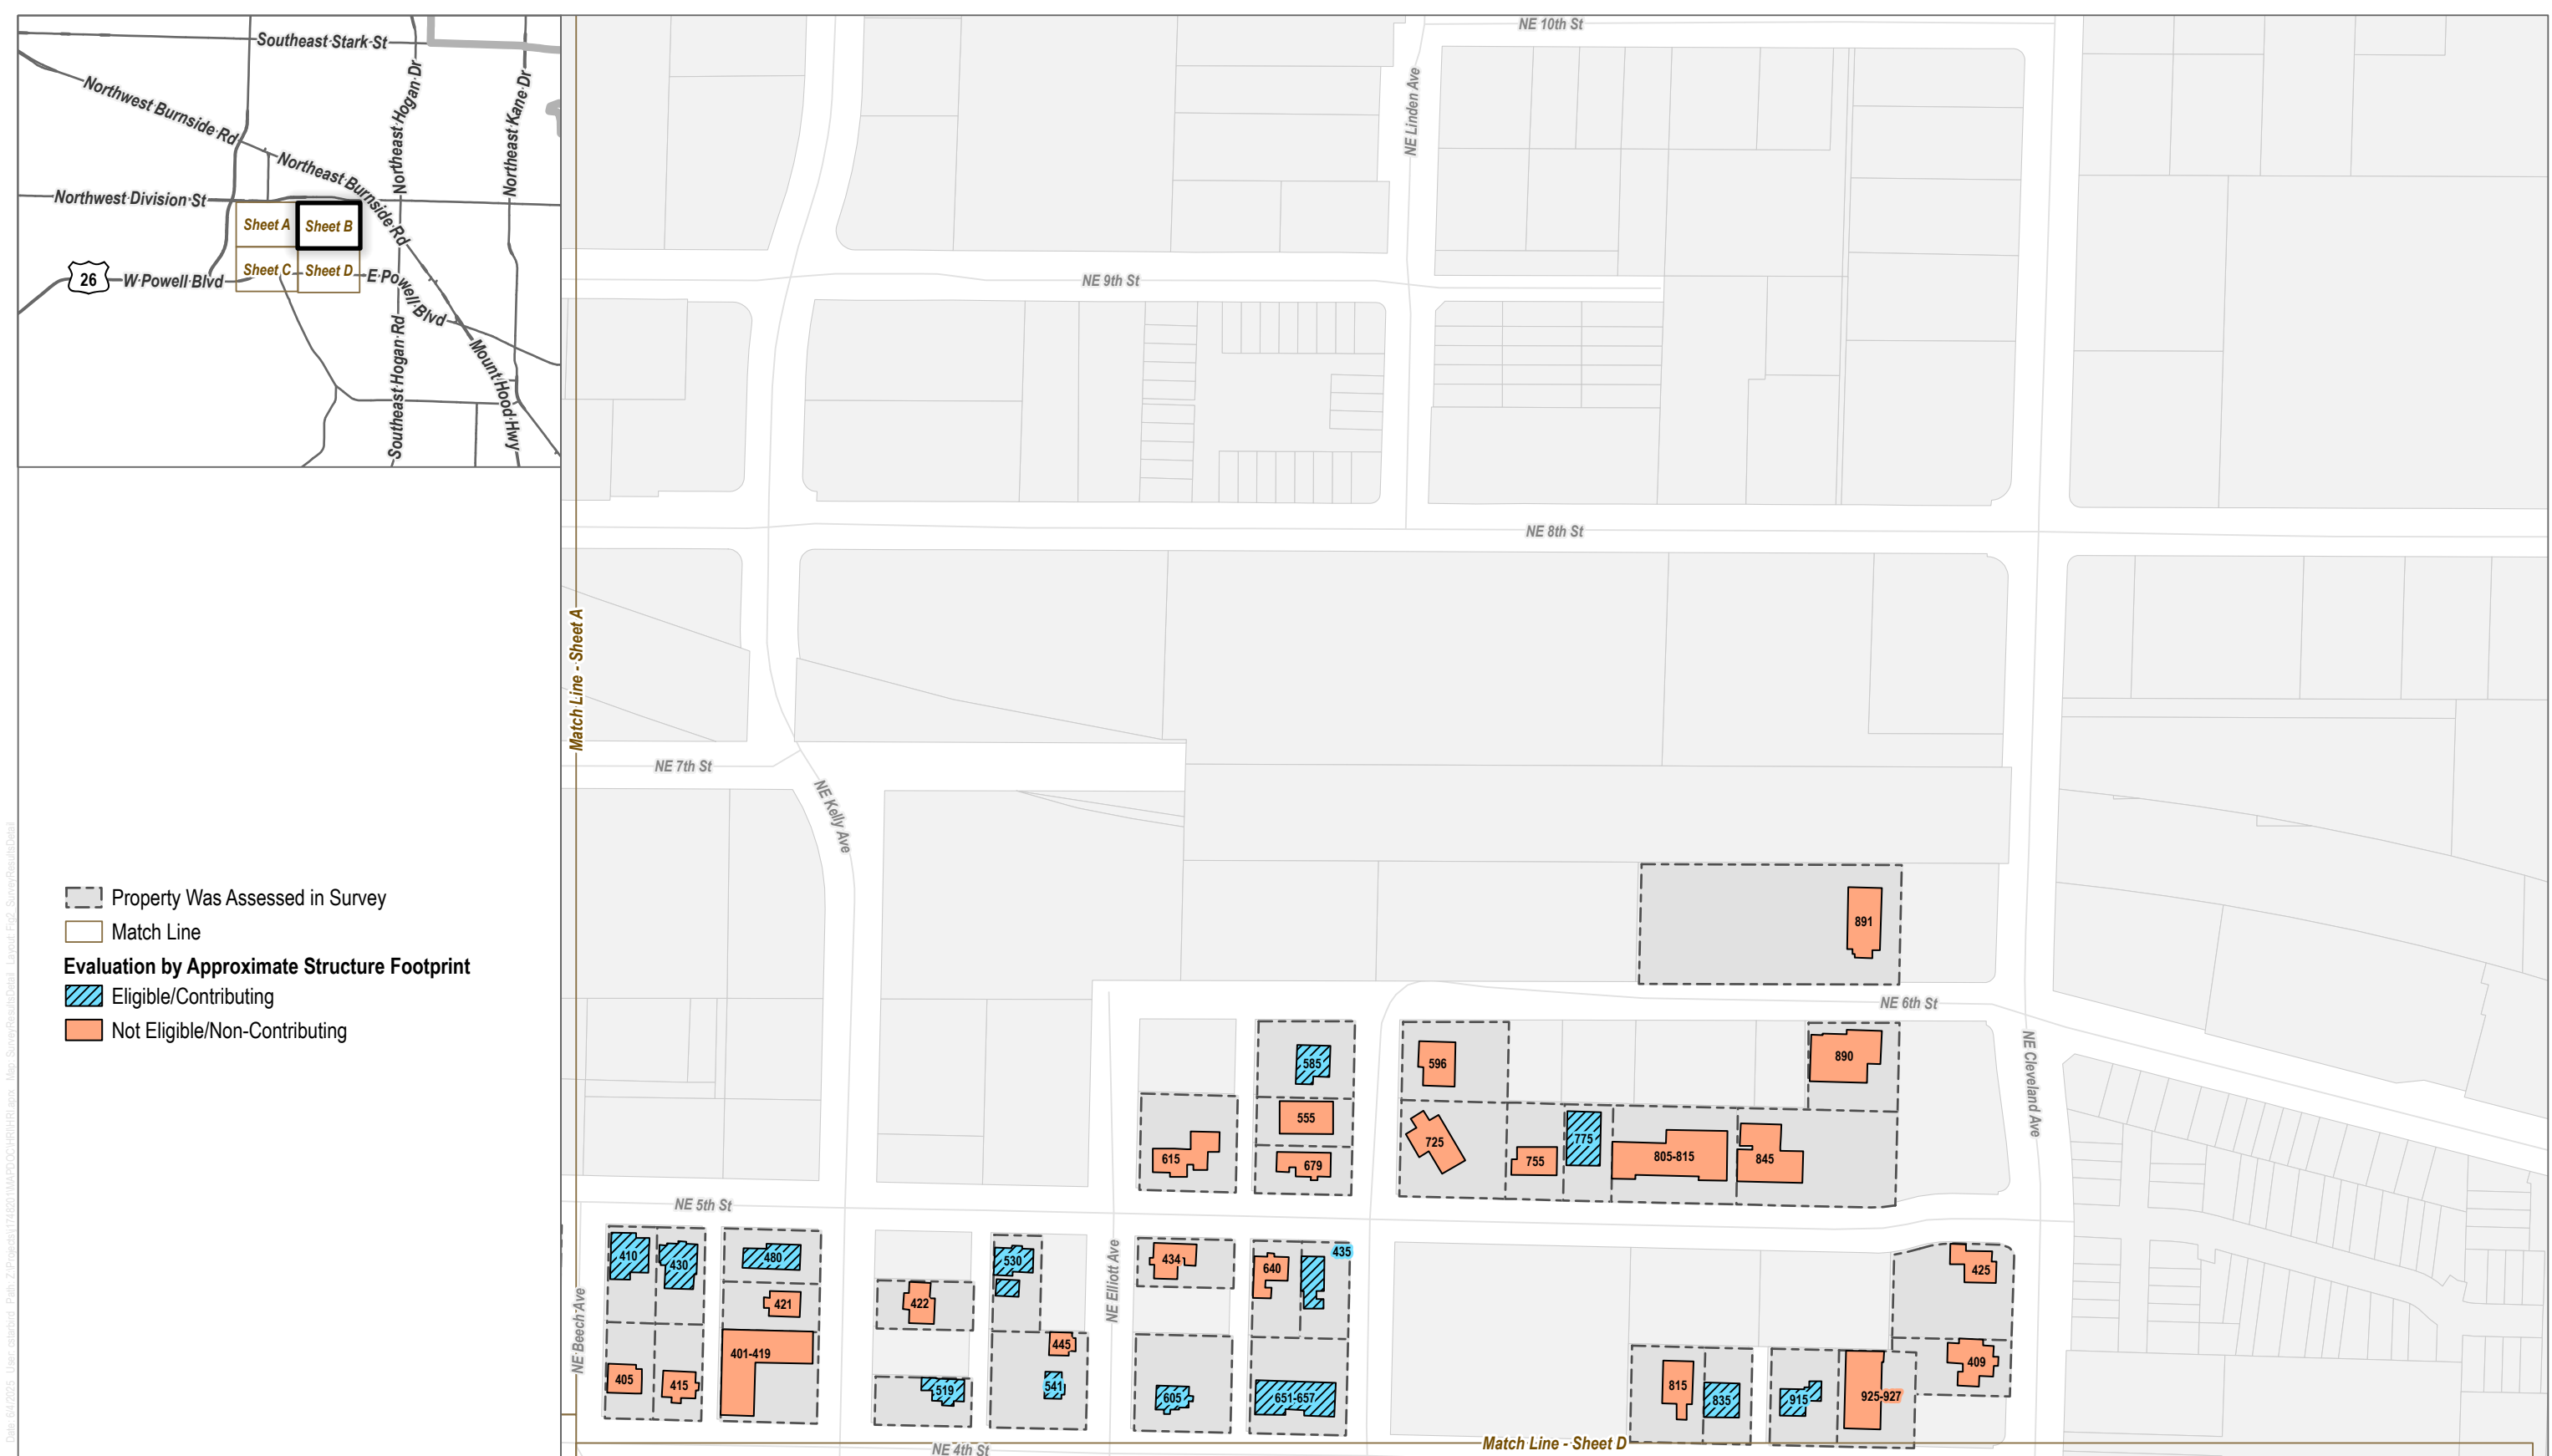 Southeast Stark St
Northwest Burnside Rd
Northeast Burnside Rd
Northeast Hogan Dr
Northeast Kane Dr
Northwest Division St
Sheet A
Sheet B
Sheet C
Sheet D
26
W Powell Blvd
E Powell Blvd
Southeast Hogan Rd
Mount Hood Hwy
Property Was Assessed in Survey
Match Line
Evaluation by Approximate Structure Footprint
Eligible/Contributing
Not Eligible/Non-Contributing
NE 10th St
NE Linden Ave
NE 9th St
NE 8th St
Match Line - Sheet A
NE 7th St
NE Kelly Ave
891
NE 6th St
NE Cleveland Ave
585
596
890
555
725
775
615
679
755
805-815
845
NE 5th St
410
430
480
530
434
640
435
425
421
422
NE Beech Ave
NE Elliott Ave
401-419
445
409
405
415
519
541
605
651-657
815
835
915
925-927
NE 4th St
Match Line - Sheet D
Date: 6/4/2025